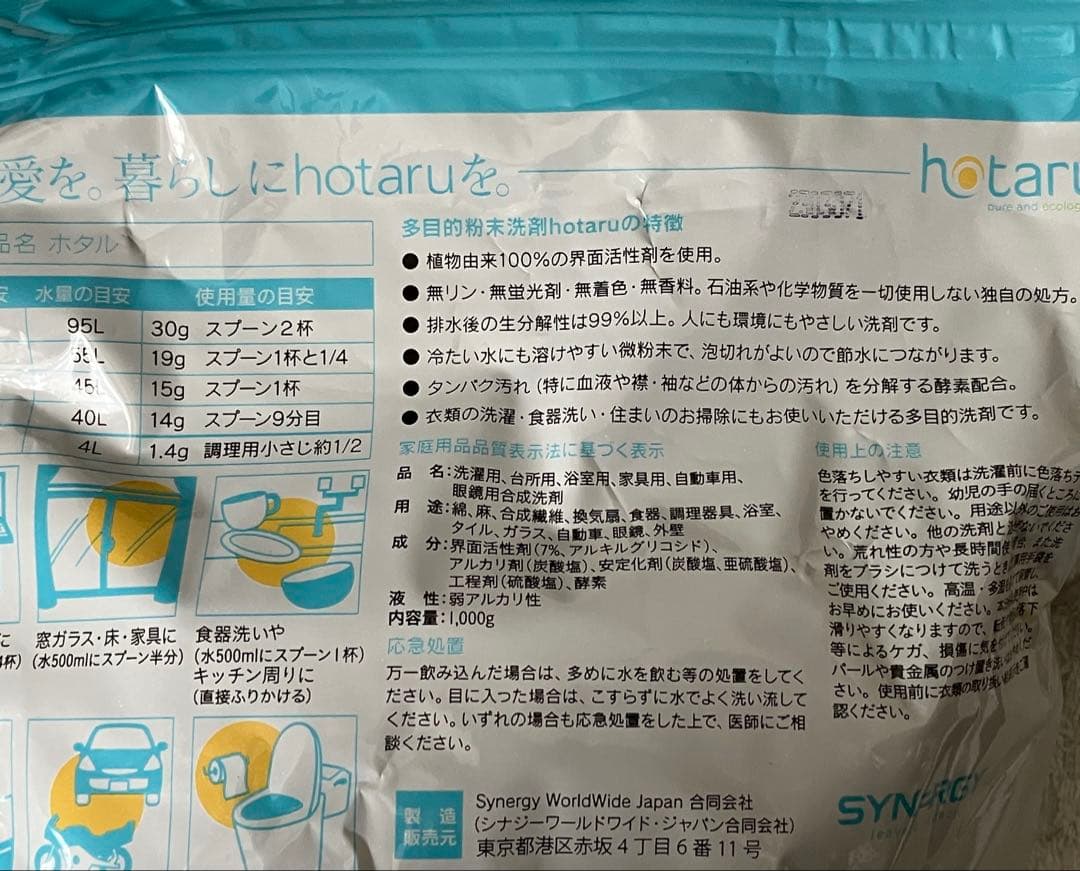 愛を。暮らしにhotaruを。
hotaru
pure and ecolog
品名 ホタル
安 水量の目安 使用量の目安
95L 30g スプーン2杯
55L 19g スプーン1杯と1/4
45L 15g スプーン1杯
40L 14g スプーン9分目
4L 1.4g 調理用小さじ約1/2
多目的粉末洗剤hotaruの特徴
● 植物由来100%の界面活性剤を使用。
● 無リン・無蛍光剤・無着色・無香料。石油系や化学物質を一切使用しない独自の処方。
● 排水後の生分解性は99%以上。人にも環境にもやさしい洗剤です。
● 冷たい水にも溶けやすい微粉末で、泡切れがよいので節水につながります。
● タンパク汚れ(特に血液や襟・袖などの体からの汚れ)を分解する酵素配合。
● 衣類の洗濯・食器洗い・住まいのお掃除にもお使いいただける多目的洗剤です。
家庭用品品質表示法に基づく表示
品 名:洗濯用、台所用、浴室用、家具用、自動車用、
眼鏡用合成洗剤
用 途:綿、麻、合成繊維、換気扇、食器、調理器具、浴室、
タイル、ガラス、自動車、眼鏡、外壁
成 分:界面活性剤(7%、アルキルグリコシド)、
アルカリ剤(炭酸塩)、安定化剤(炭酸塩、亜硫酸塩)、
工程剤(硫酸塩)、酵素
液 性:弱アルカリ性
内容量:1,000g
応急処置
万一飲み込んだ場合は、多めに水を飲む等の処置をしてく
ださい。目に入った場合は、こすらずに水でよく洗い流して
ください。いずれの場合も応急処置をした上で、医師にご相
談ください。
使用上の注意
色落ちしやすい衣類は洗濯前に色落ちテ
を行ってください。幼児の手の届くところに
置かないでください。用途以外のご使用はお
やめください。他の洗剤と
い。荒れ性の方や長時間使
剤をブラシにつけて洗うとき
ご使用ください。高温・多湿
お早めにお使いください。
滑りやすくなりますので、転
等によるケガ、損傷に気を
パールや貴金属のつけ置き
さい。使用前に衣類の取り扱い
認ください。
に 窓ガラス・床・家具に
杯) (水500mlにスプーン半分)
食器洗いや
(水500mlにスプーン1杯)
キッチン周りに
(直接ふりかける)
製造
販売元
Synergy WorldWide Japan 合同会社
(シナジーワールドワイド・ジャパン合同会社)
東京都港区赤坂4丁目6番11号
SYNERGY